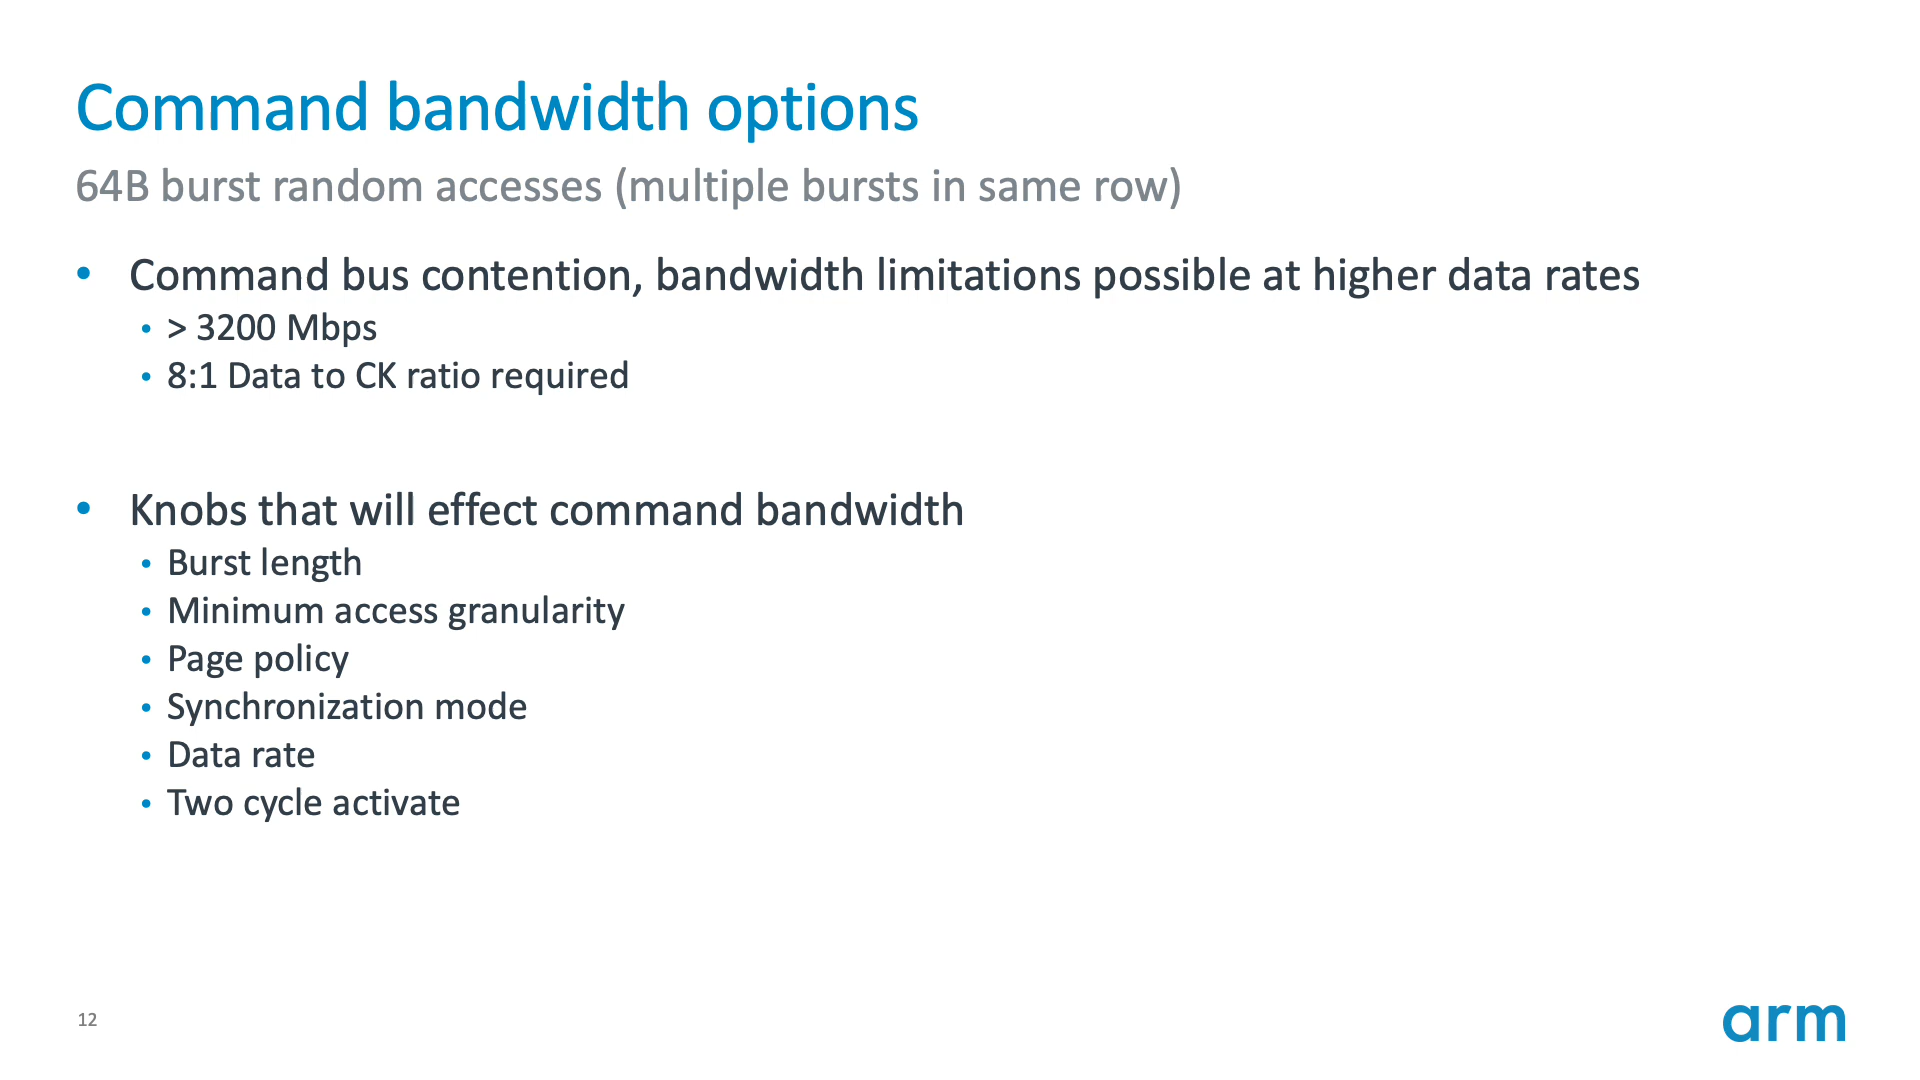 Command bandwidth options
64B burst random accesses (multiple bursts in same row)
• Command bus contention, bandwidth limitations possible at higher data rates
• > 3200 Mbps
• 8:1 Data to CK ratio required
• Knobs that will effect command bandwidth
• Burst length
• Minimum access granularity
• Page policy
• Synchronization mode
• Data rate
• Two cycle activate
12
arm